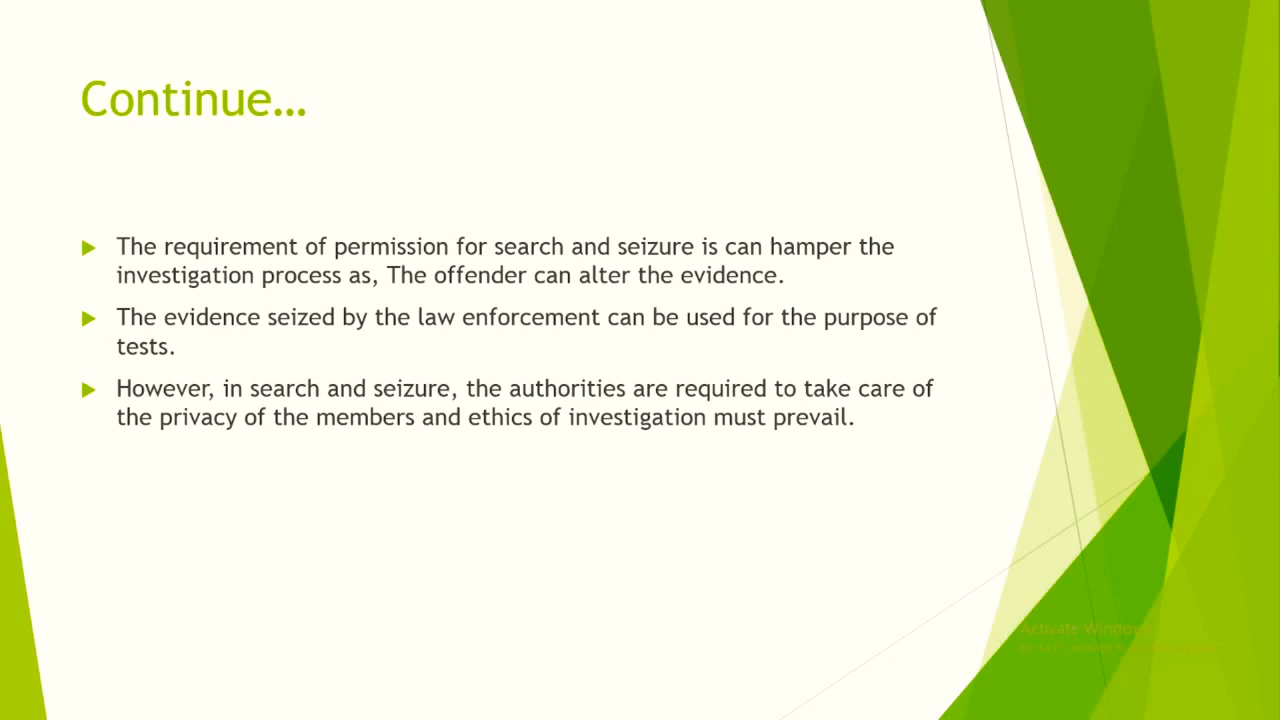 Continue…
The requirement of permission for search and seizure is can hamper the
investigation process as, The offender can alter the evidence.
The evidence seized by the law enforcement can be used for the purpose of
tests.
However, in search and seizure, the authorities are required to take care of
the privacy of the members and ethics of investigation must prevail.
Activate Windows